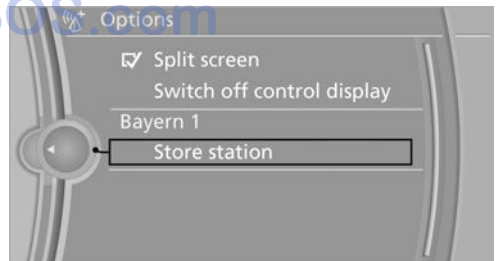 Options
Split screen
Switch off control display
Bayern 1
Store station